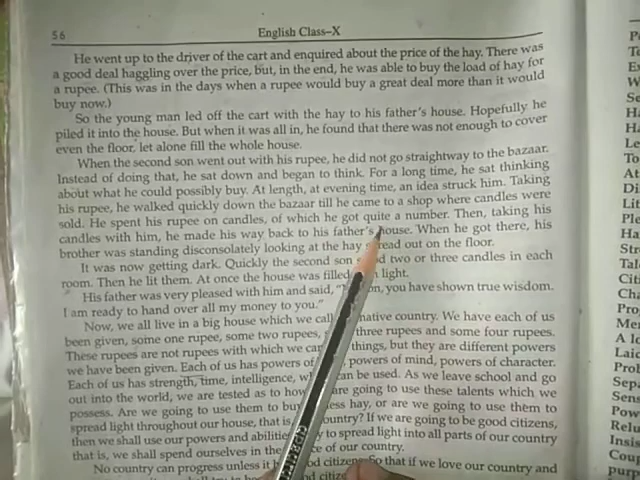 56
English Class–X
He went up to the driver of the cart and enquired about the price of the hay. There was
a good deal haggling over the price, but, in the end, he was able to buy the load of hay for
a rupee. (This was in the days when a rupee would buy a great deal more than it would
buy now.)
So the young man led off the cart with the hay to his father's house. Hopefully he
piled it into the house. But when it was all in, he found that there was not enough to cover
even the floor, let alone fill the whole house.
When the second son went out with his rupee, he did not go straightway to the bazaar.
Instead of doing that, he sat down and began to think. For a long time, he sat thinking
about what he could possibly buy. At length, at evening time, an idea struck him. Taking
his rupee, he walked quickly down the bazaar till he came to a shop where candles were
sold. He spent his rupee on candles, of which he got quite a number. Then, taking his
candles with him, he made his way back to his father's house. When he got there, his
brother was standing disconsolately looking at the hay out on the floor.
It was now getting dark. Quickly the second son two or three candles in each
room. Then he lit them. At once the house was filled light.
His father was very pleased with him and said, you have shown true wisdom.
I am ready to hand over all my money to you."
Now, we all live in a big house which we call native country. We have each of us
been given, some one rupee, some two rupees, three rupees and some four rupees.
These rupees are not rupees with which we can things, but they are different powers
we have been given. Each of us has powers of powers of mind, powers of character.
Each of us has strength, time, intelligence, can be used. As we leave school and go
out into the world, we are tested as to how are going to use these talents which we
possess. Are we going to use them to buy hay, or are we going to use them to
spread light throughout our house, that is, If we are going to be good citizens,
then we shall use our powers and to spread light into all parts of our country
that is, we shall spend ourselves in the of our country.
No country can progress unless it So that if we love our country and